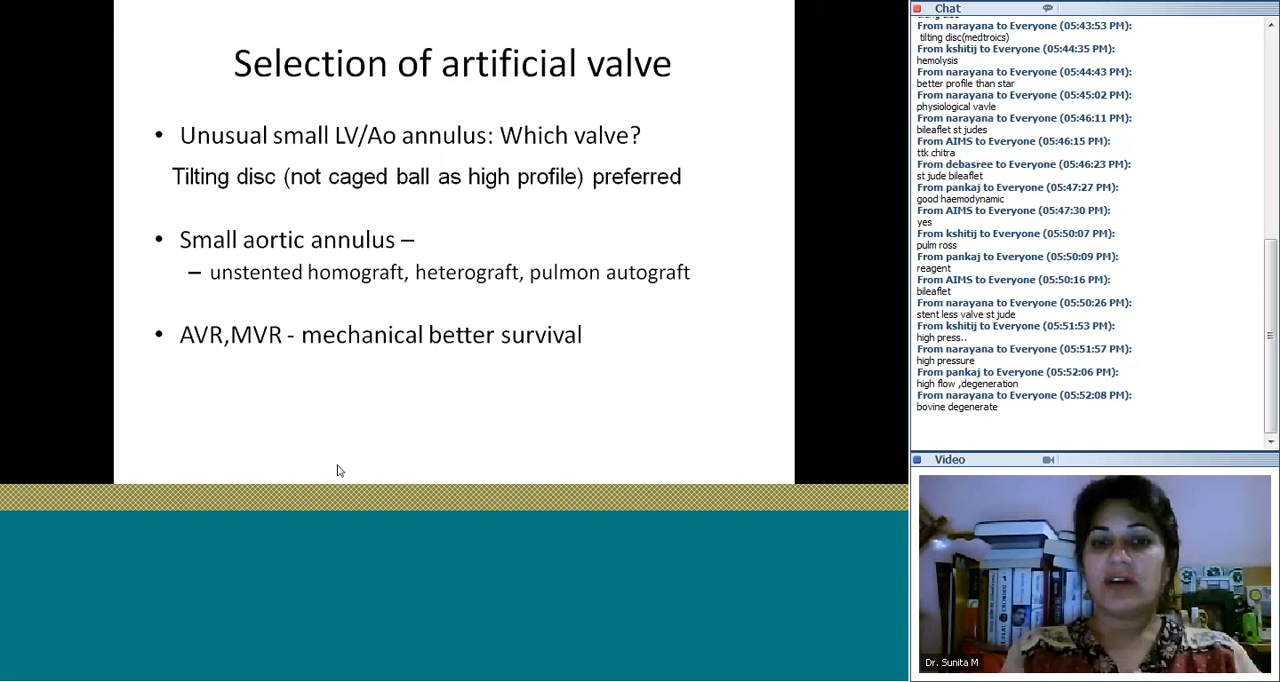 Selection of artificial valve
• Unusual small LV/Ao annulus: Which valve?
Tilting disc (not caged ball as high profile) preferred
• Small aortic annulus –
– unstented homograft, heterograft, pulmon autograft
• AVR,MVR - mechanical better survival
Chat
From narayana to Everyone (05:43:53 PM):
tilting disc(medtroics)
From kshitij to Everyone (05:44:35 PM):
hemolysis
From narayana to Everyone (05:44:43 PM):
better profile than star
From narayana to Everyone (05:45:02 PM):
physiological vavle
From narayana to Everyone (05:46:11 PM):
bileaflet st judes
From AIMS to Everyone (05:46:15 PM):
ttk chitra
From debasree to Everyone (05:46:23 PM):
st jude bileaflet
From pankaj to Everyone (05:47:27 PM):
good haemodynamic
From AIMS to Everyone (05:47:30 PM):
yes
From kshitij to Everyone (05:50:07 PM):
pulm ross
From pankaj to Everyone (05:50:09 PM):
reagent
From AIMS to Everyone (05:50:16 PM):
bileaflet
From narayana to Everyone (05:50:26 PM):
stent less valve st jude
From kshitij to Everyone (05:51:53 PM):
high press..
From narayana to Everyone (05:51:57 PM):
high pressure
From pankaj to Everyone (05:52:06 PM):
high flow ,degeneration
From narayana to Everyone (05:52:08 PM):
bovine degenerate
Video
Dr. Sunita M